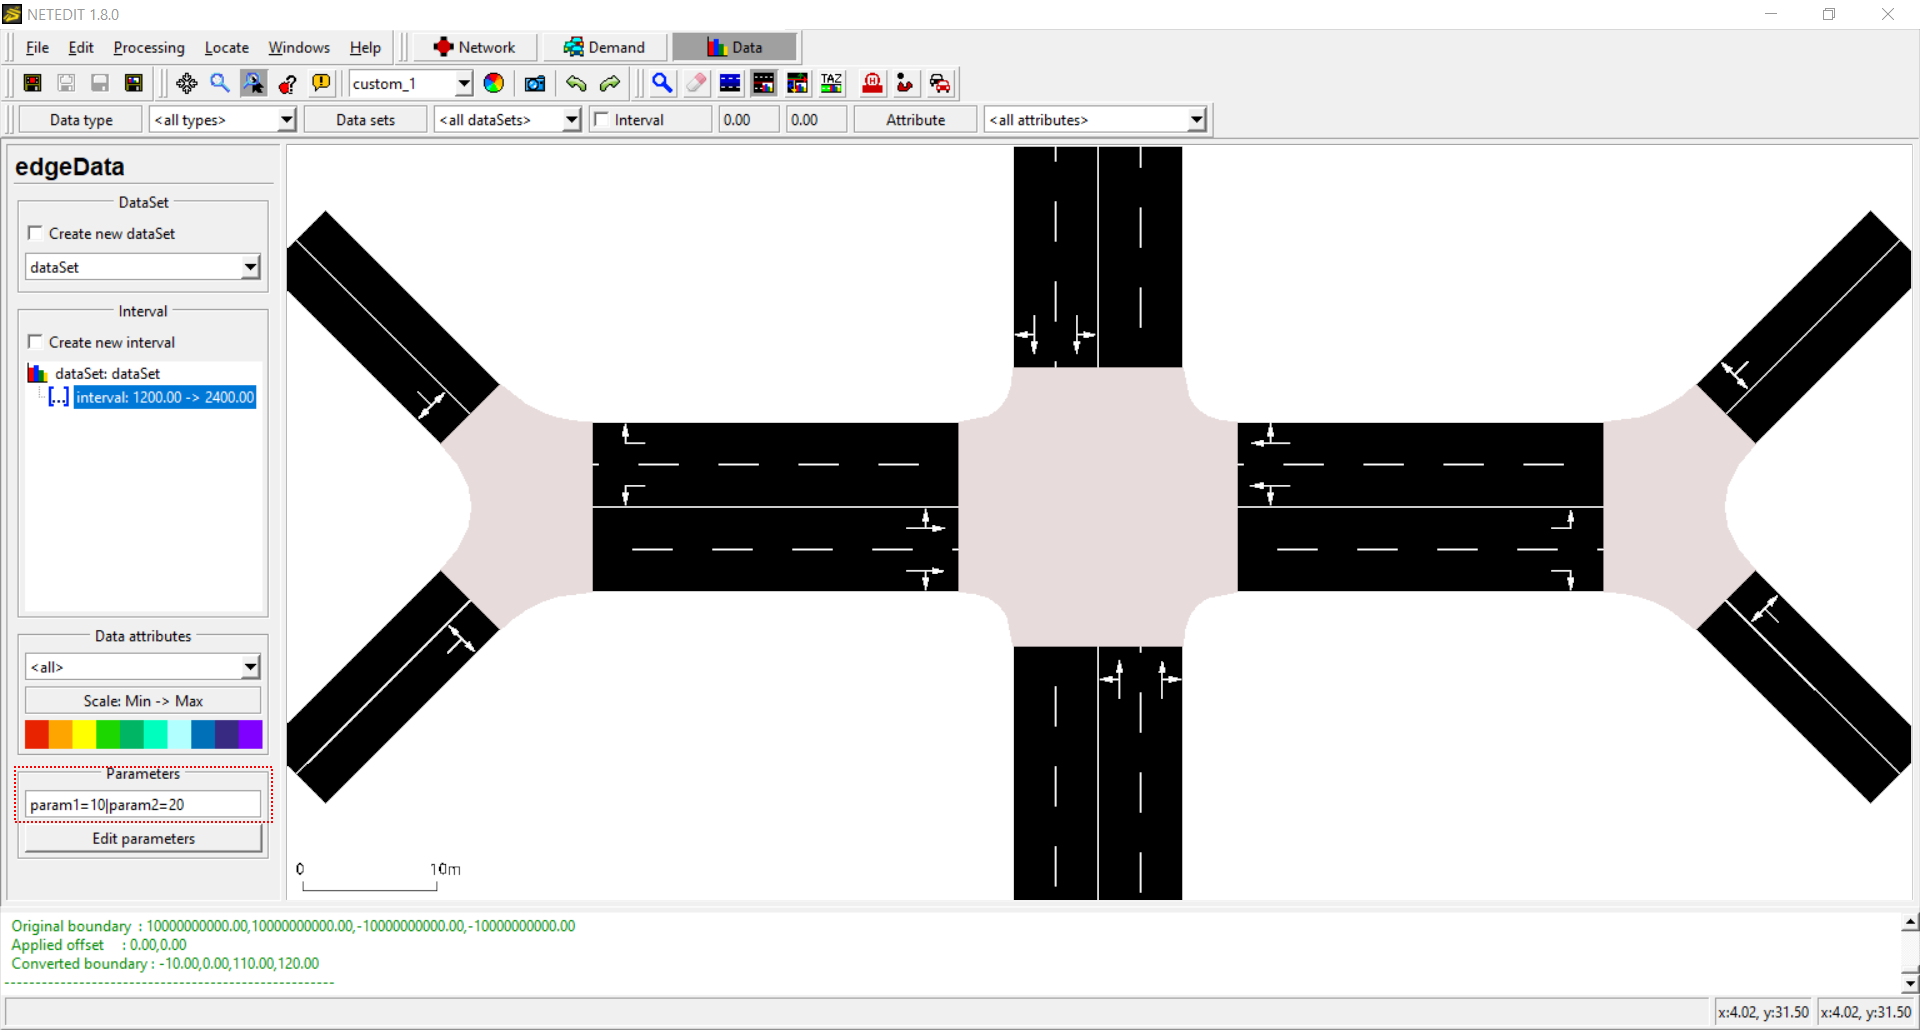 NETEDIT 1.8.0
File Edit Processing Locate Windows Help Network Demand Data
custom_1 TAZ
Data type <all types> Data sets <all dataSets> Interval 0.00 0.00 Attribute <all attributes>
edgeData
DataSet
Create new dataSet
dataSet
Interval
Create new interval
dataSet: dataSet
[...] interval: 1200.00 -> 2400.00
Data attributes
<all>
Scale: Min -> Max
Parameters
param1=10|param2=20
Edit parameters
0 10m
Original boundary : 10000000000.00,10000000000.00,-10000000000.00,-10000000000.00
Applied offset : 0.00,0.00
Converted boundary : -10.00,0.00,110.00,120.00
x:4.02, y:31.50 x:4.02, y:31.50